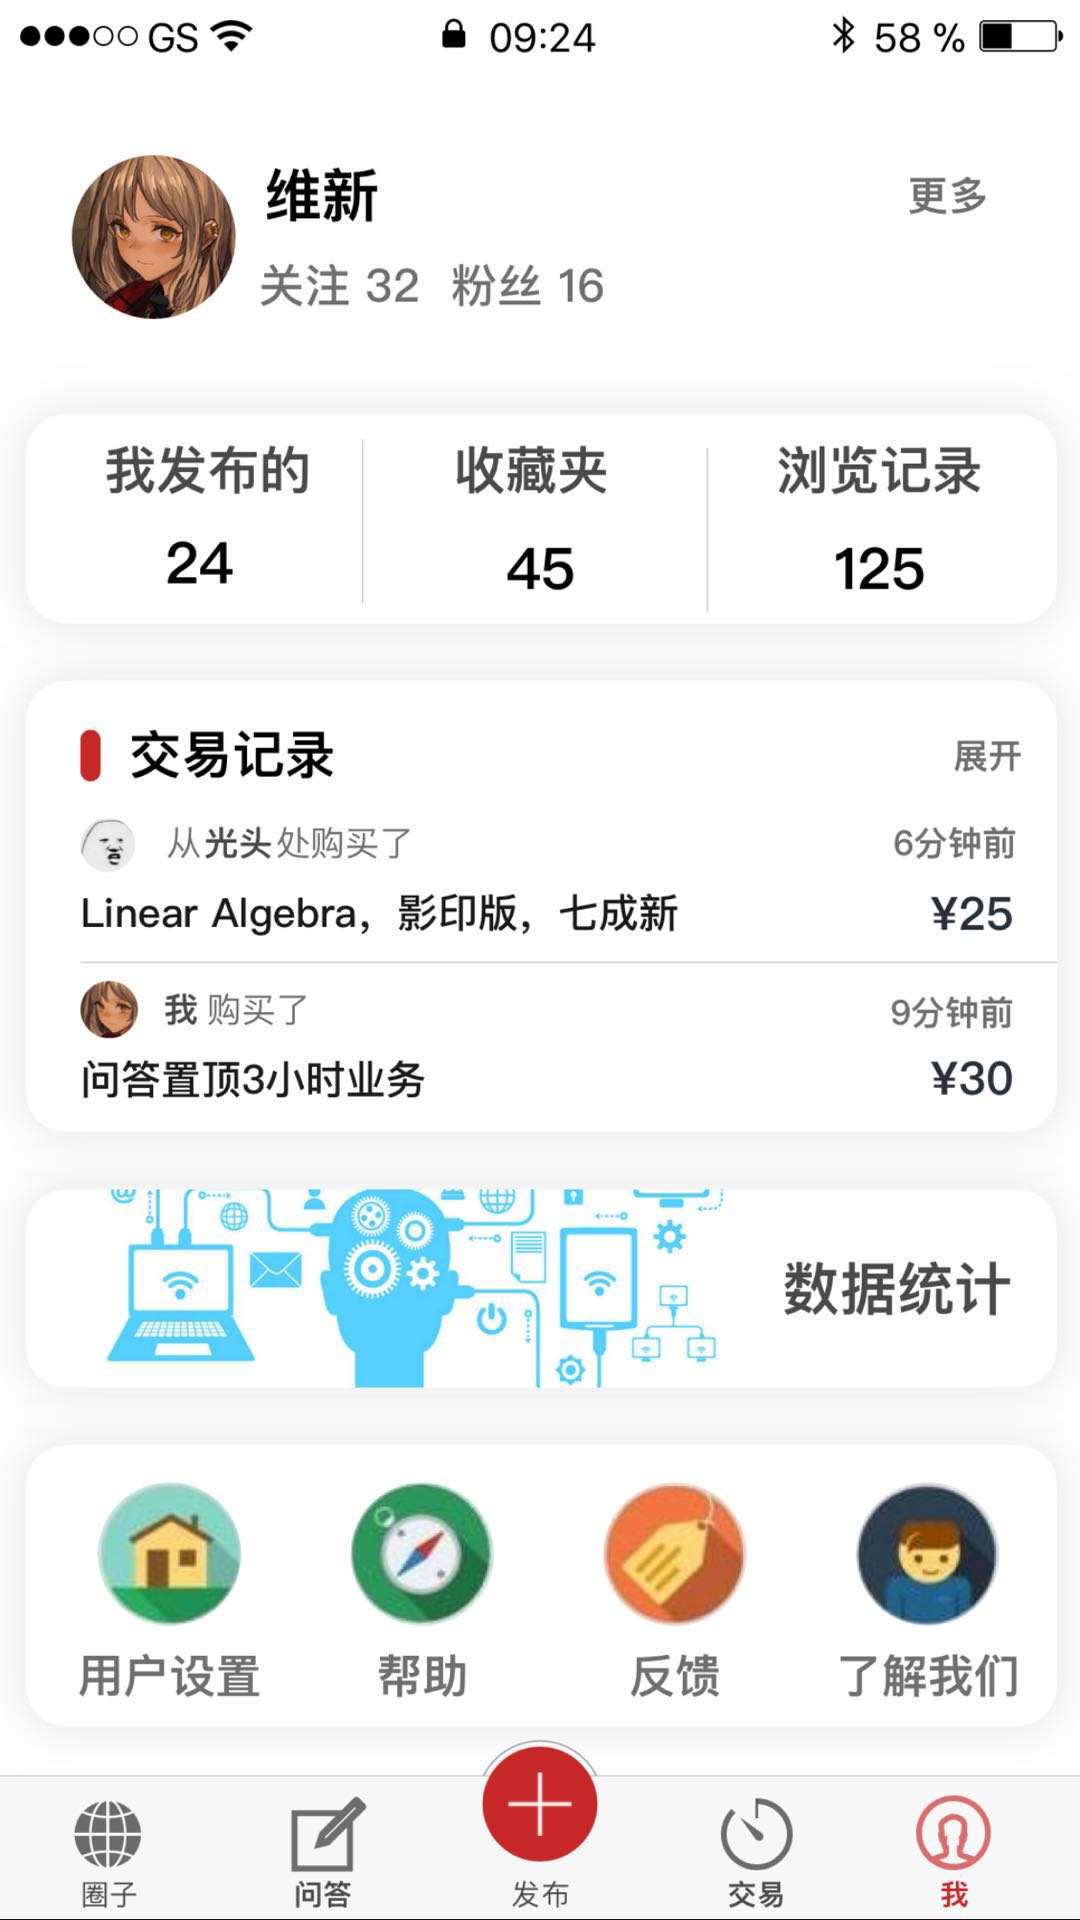 GS 09:24 58 %
维新
更多
关注 32 粉丝 16
我发布的 收藏夹 浏览记录
24 45 125
交易记录 展开
从光头处购买了 6分钟前
Linear Algebra，影印版，七成新 ¥25
我 购买了 9分钟前
问答置顶3小时业务 ¥30
数据统计
用户设置 帮助 反馈 了解我们
圈子 问答 发布 交易 我